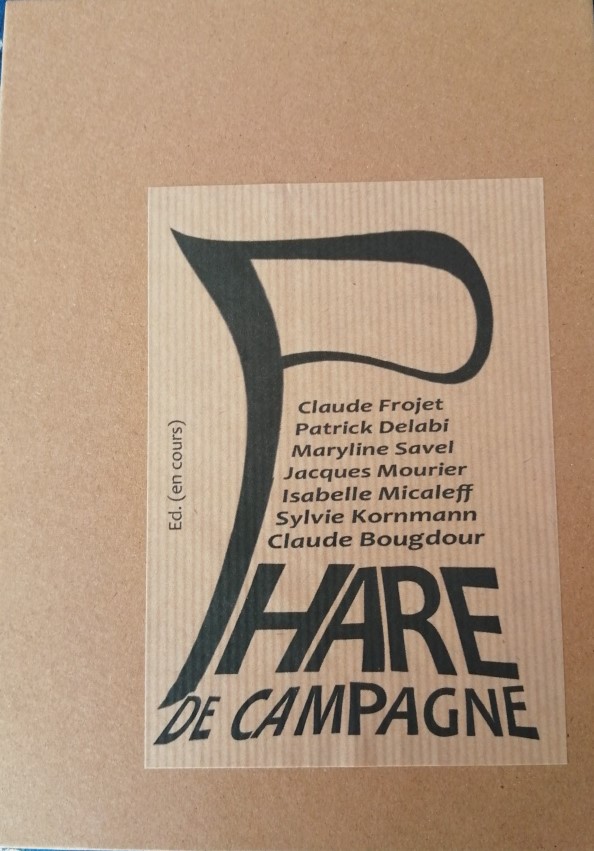 Claude Frojet
Patrick Delabi
Maryline Savel
Jacques Mourier
Isabelle Micaleff
Sylvie Kornmann
Claude Bougdour
Ed. (en cours)
PHARE
DE CAMPAGNE